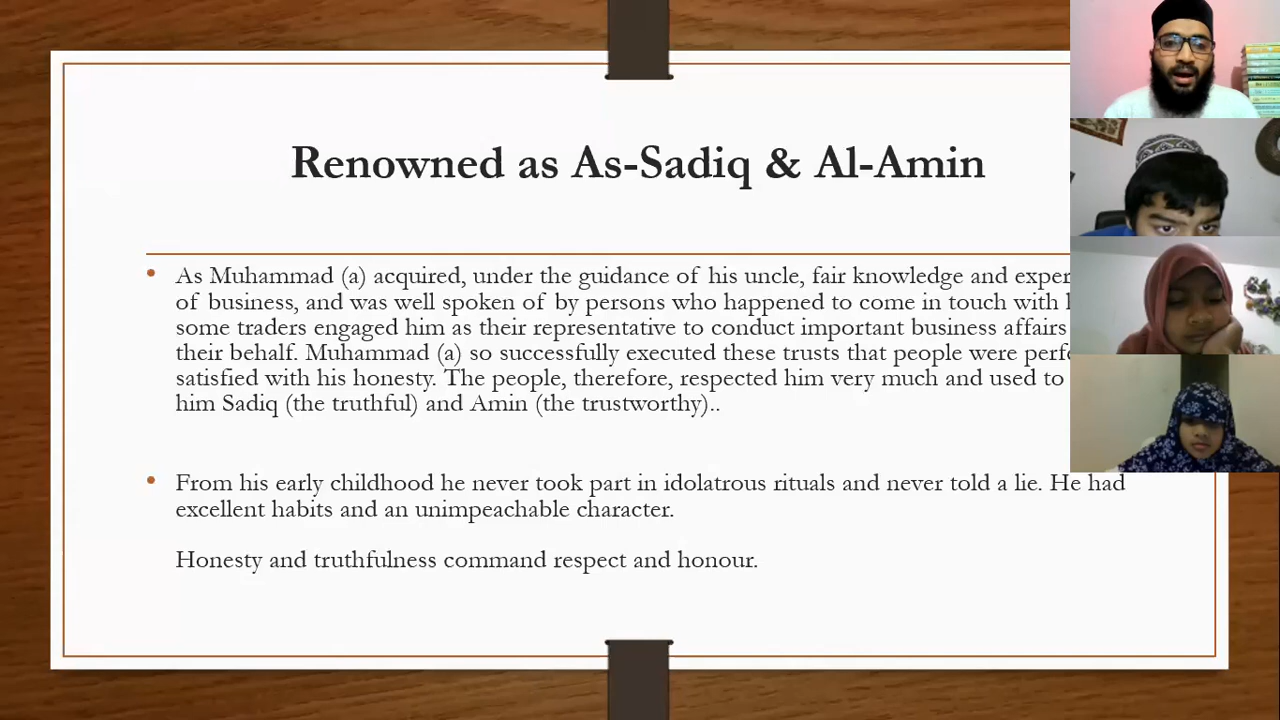 Renowned as As-Sadiq & Al-Amin
• As Muhammad (a) acquired, under the guidance of his uncle, fair knowledge and
of business, and was well spoken of by persons who happened to come in touch with
some traders engaged him as their representative to conduct important business affairs
their behalf. Muhammad (a) so successfully executed these trusts that people were
satisfied with his honesty. The people, therefore, respected him very much and used to
him Sadiq (the truthful) and Amin (the trustworthy)..
• From his early childhood he never took part in idolatrous rituals and never told a lie. He had
excellent habits and an unimpeachable character.
Honesty and truthfulness command respect and honour.